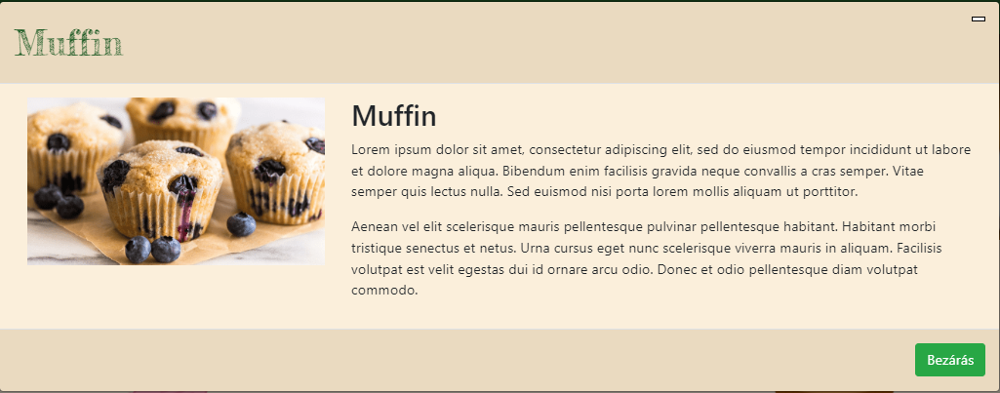 Muffin
Muffin
Lorem ipsum dolor sit amet, consectetur adipiscing elit, sed do eiusmod tempor incididunt ut labore
et dolore magna aliqua. Bibendum enim facilisis gravida neque convallis a cras semper. Vitae
semper quis lectus nulla. Sed euismod nisi porta lorem mollis aliquam ut porttitor.
Aenean vel elit scelerisque mauris pellentesque pulvinar pellentesque habitant. Habitant morbi
tristique senectus et netus. Urna cursus eget nunc scelerisque viverra mauris in aliquam. Facilisis
volutpat est velit egestas dui id ornare arcu odio. Donec et odio pellentesque diam volutpat
commodo.
Bezárás